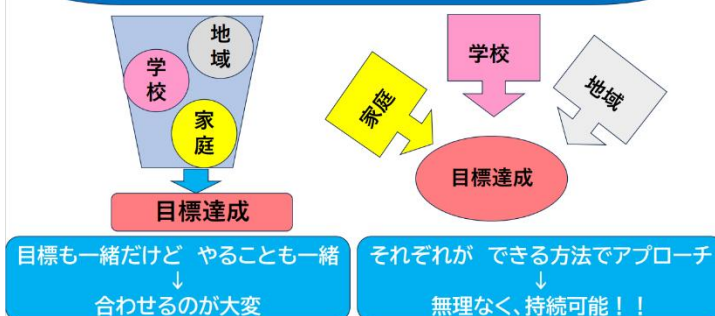 地域
学校
家庭
目標達成
目標も一緒だけど やることも一緒
↓
合わせるのが大変
家庭
学校
地域
目標達成
それぞれが できる方法でアプローチ
↓
無理なく、持続可能！！